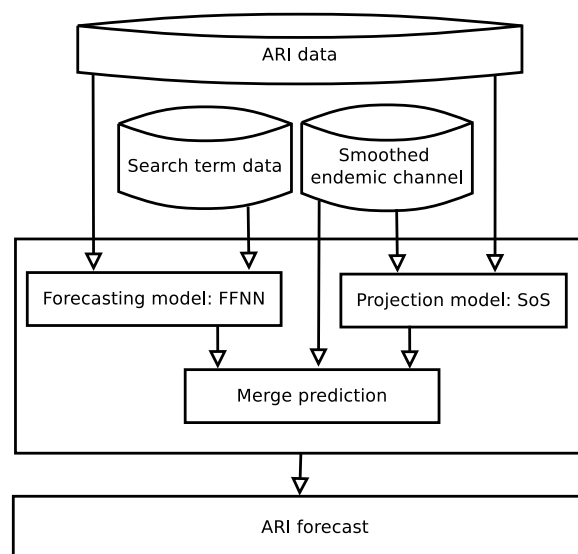 ARI data
Search term data
Smoothed
endemic channel
Forecasting model: FFNN
Projection model: SoS
Merge prediction
ARI forecast